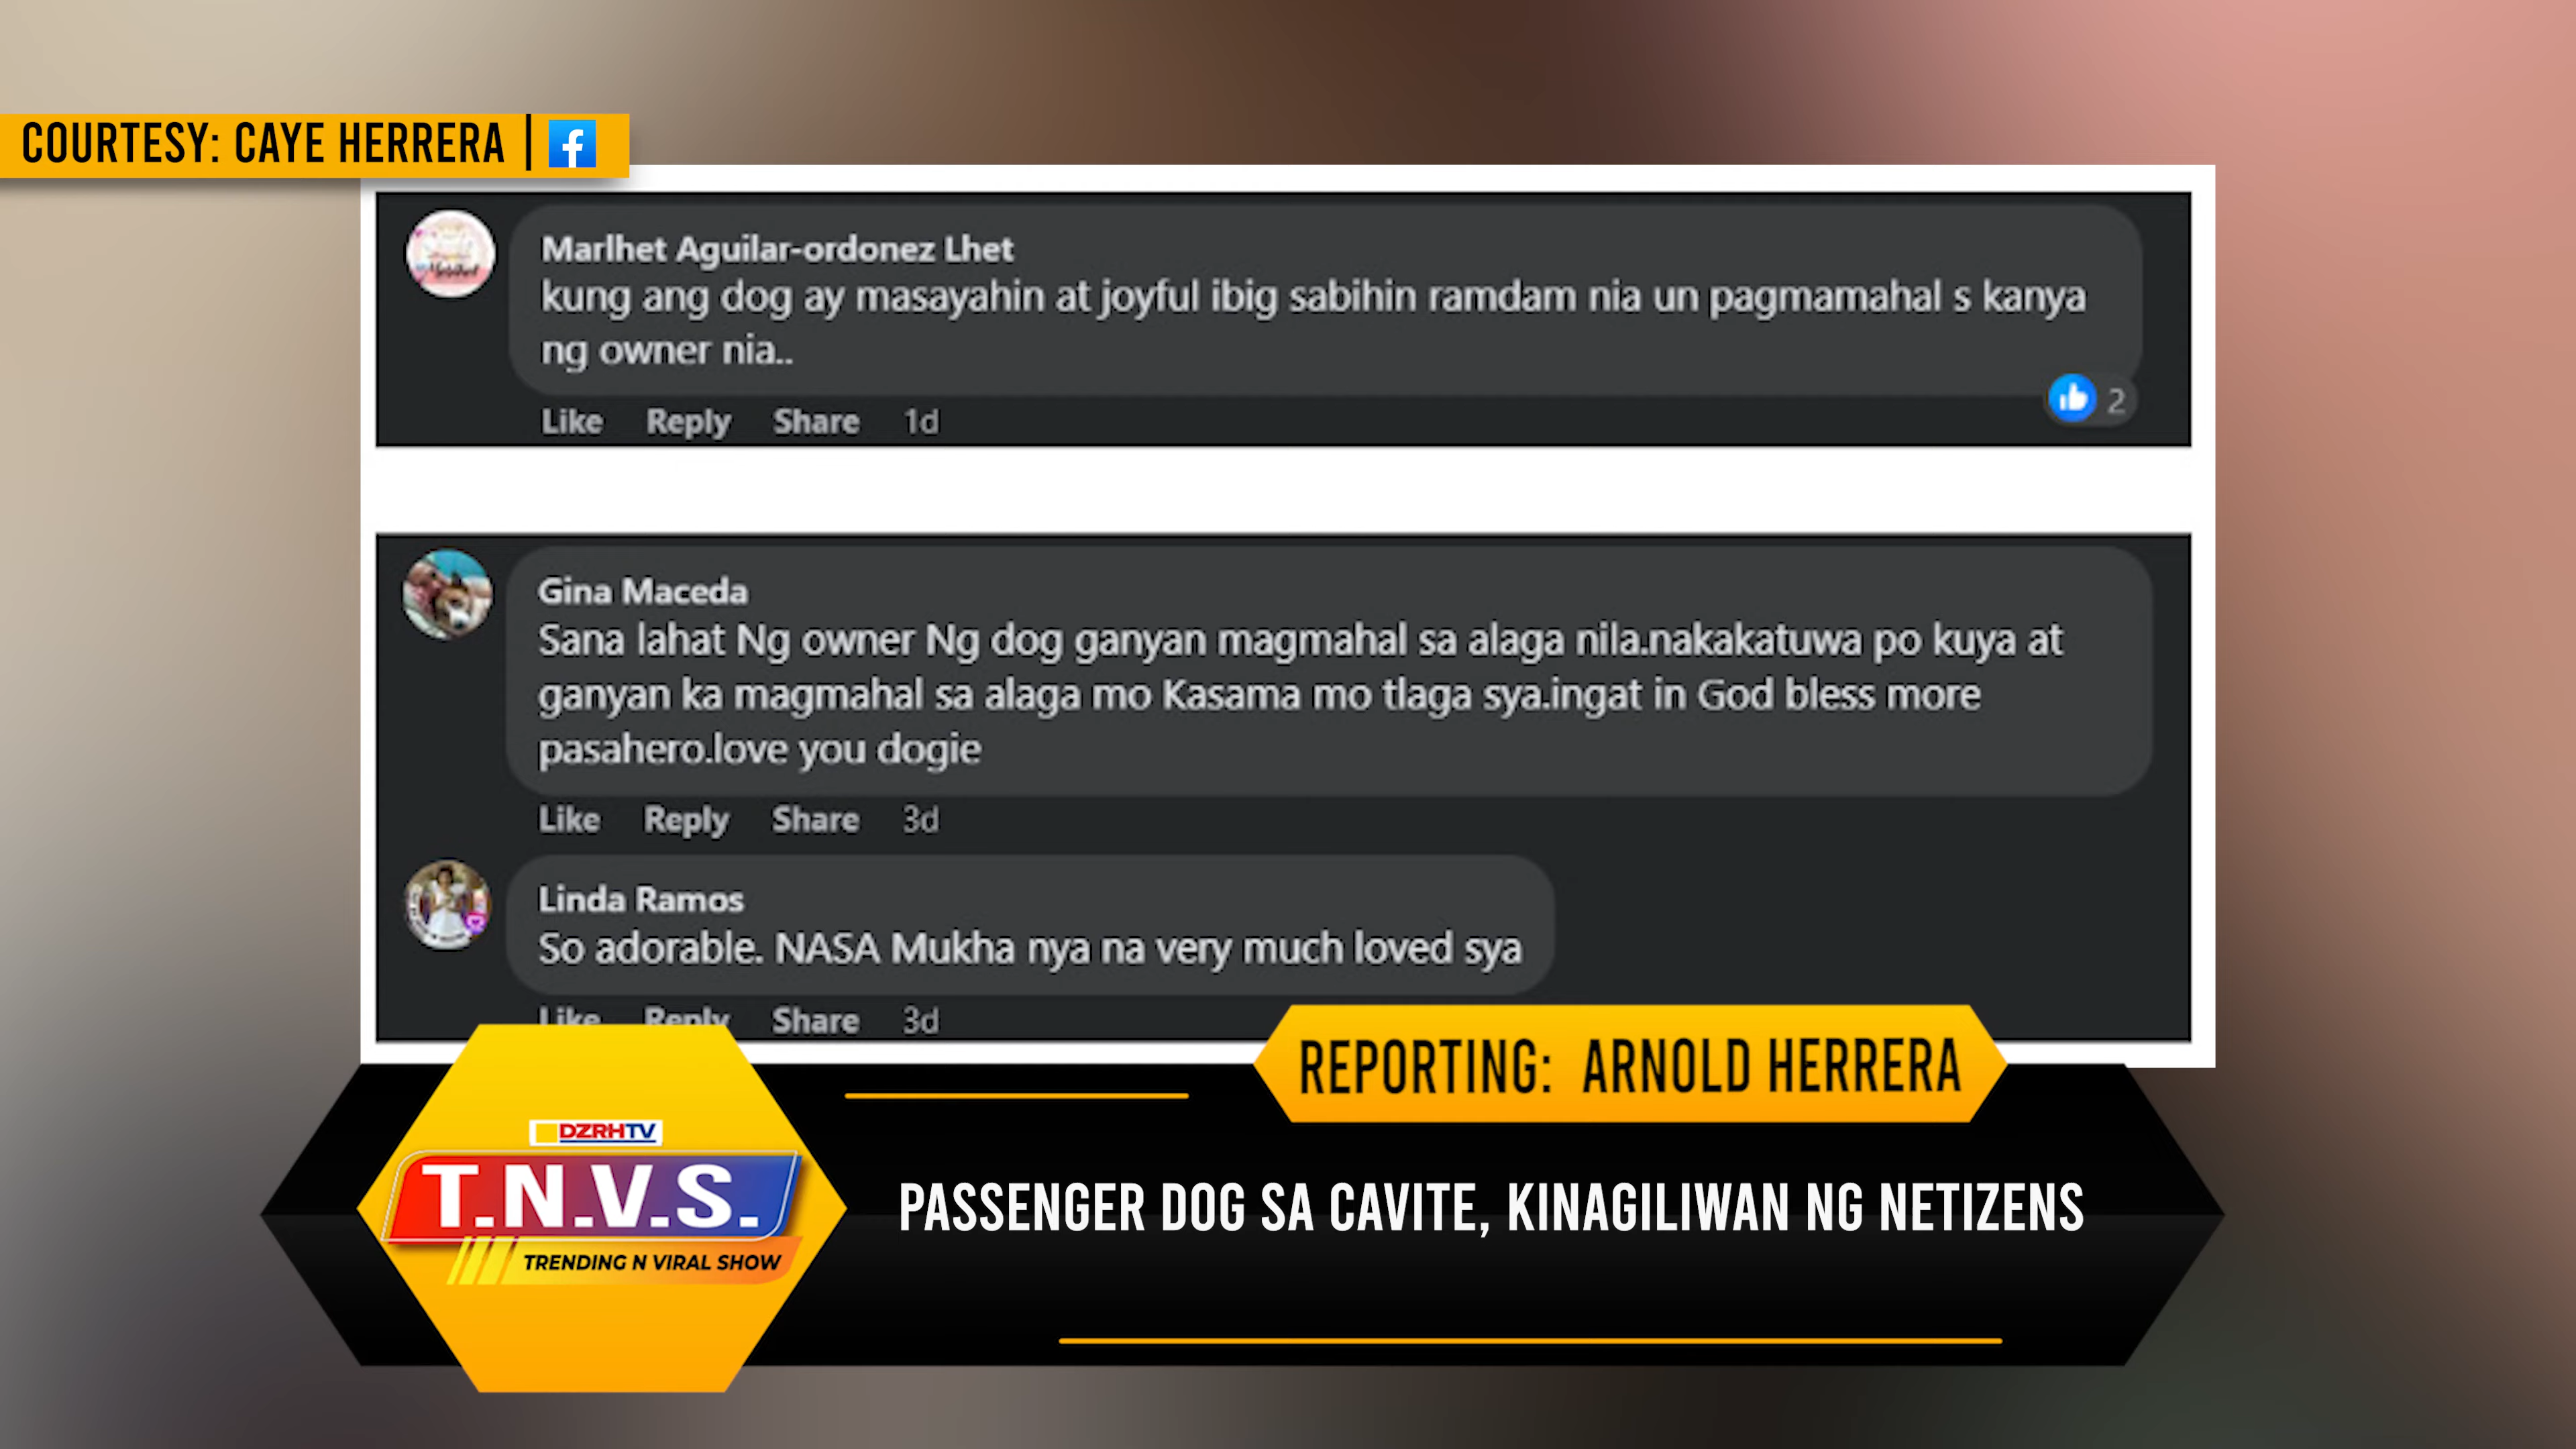 COURTESY: CAYE HERRERA |
Marlhet Aguilar-ordonez Lhet
kung ang dog ay masayahin at joyful ibig sabihin ramdam nia un pagmamahal s kanya
ng owner nia..
Like Reply Share 1d
2
Gina Maceda
Sana lahat Ng owner Ng dog ganyan magmahal sa alaga nila.nakakatuwa po kuya at
ganyan ka magmahal sa alaga mo Kasama mo tlaga sya.ingat in God bless more
pasahero.love you dogie
Like Reply Share 3d
Linda Ramos
So adorable. NASA Mukha nya na very much loved sya
Like Reply Share 3d
REPORTING: ARNOLD HERRERA
DZRHTV
T.N.V.S.
TRENDING N VIRAL SHOW
PASSENGER DOG SA CAVITE, KINAGILIWAN NG NETIZENS